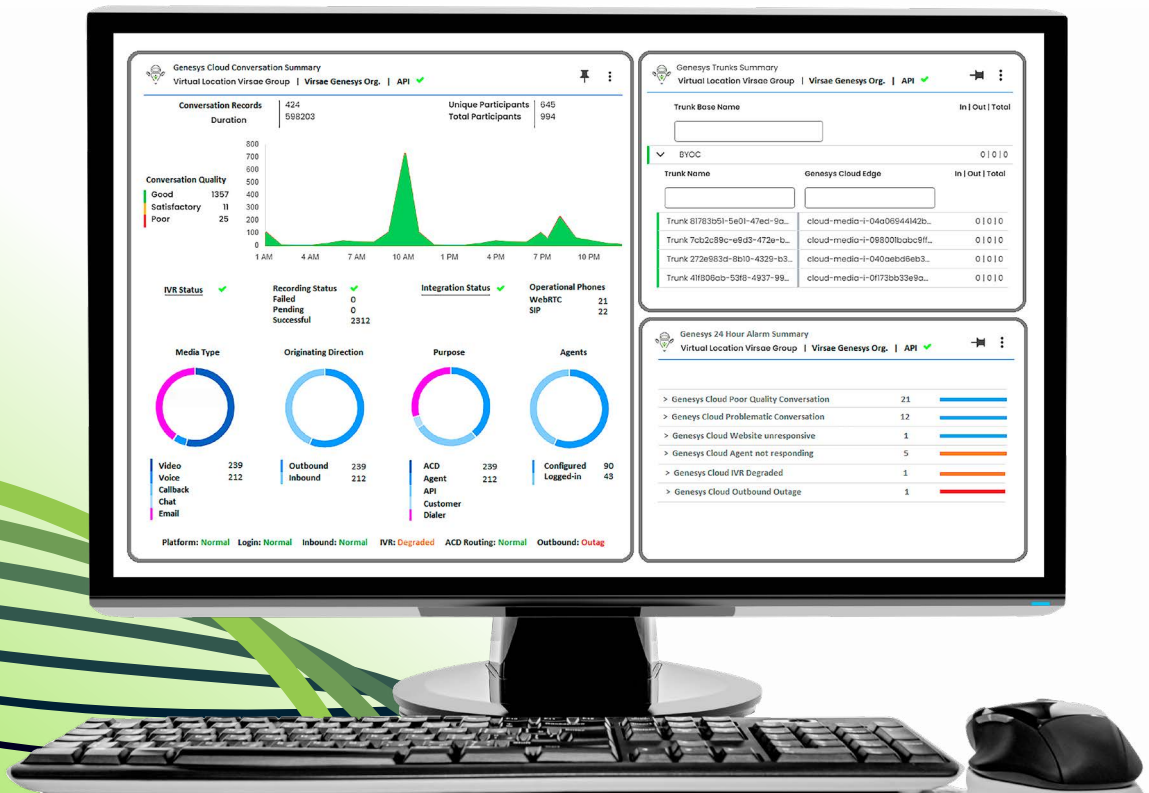 Genesys Cloud Conversation Summary
Virtual Location Virsae Group | Virsae Genesys Org. | API
Conversation Records 424
Duration 598203
Unique Participants 645
Total Participants 994
800
700
600
500
400
300
200
100
0
1 AM 4 AM 7 AM 10 AM 1 PM 4 PM 7 PM 10 PM
Conversation Quality
Good 1357
Satisfactory 11
Poor 25
IVR Status
Recording Status
Failed 0
Pending 0
Successful 2312
Integration Status
Operational Phones
WebRTC 21
SIP 22
Media Type
Video 239
Voice 212
Callback
Chat
Email
Originating Direction
Outbound 239
Inbound 212
Purpose
ACD 239
Agent 212
API
Customer
Dialer
Agents
Configured 90
Logged-in 43
Platform: Normal Login: Normal Inbound: Normal IVR: Degraded ACD Routing: Normal Outbound: Outag
Genesys Trunks Summary
Virtual Location Virsae Group | Virsae Genesys Org. | API
Trunk Base Name In | Out | Total
BYOC 0 | 0 | 0
Trunk Name Genesys Cloud Edge In | Out | Total
Trunk 81783b51-5e01-47ed-9a... cloud-media-i-04a06944142b... 0 | 0 | 0
Trunk 7cb2c89c-e9d3-472e-b... cloud-media-i-098001babc9ff... 0 | 0 | 0
Trunk 272e983d-8b10-4329-b3... cloud-media-i-040aebd6eb3... 0 | 0 | 0
Trunk 41f806ab-53f8-4937-99... cloud-media-i-0f173bb33e9a... 0 | 0 | 0
Genesys 24 Hour Alarm Summary
Virtual Location Virsae Group | Virsae Genesys Org. | API
> Genesys Cloud Poor Quality Conversation 21
> Genesys Cloud Problematic Conversation 12
> Genesys Cloud Website unresponsive 1
> Genesys Cloud Agent not responding 5
> Genesys Cloud IVR Degraded 1
> Genesys Cloud Outbound Outage 1